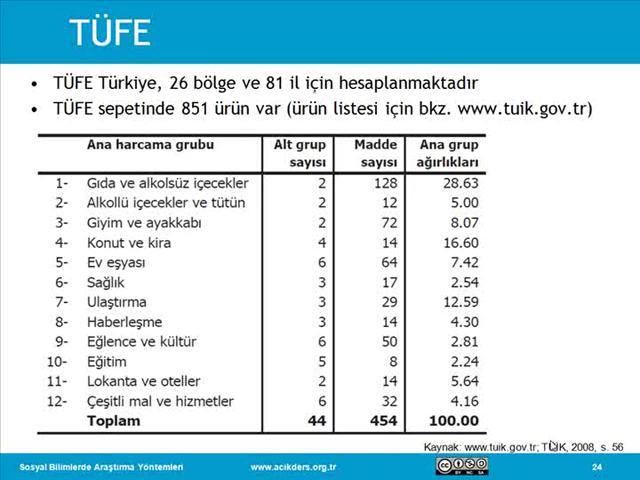 TÜFE
• TÜFE Türkiye, 26 bölge ve 81 il için hesaplanmaktadır
• TÜFE sepetinde 851 ürün var (ürün listesi için bkz. www.tuik.gov.tr)
Ana harcama grubu Alt grup sayısı Madde sayısı Ana grup ağırlıkları
1- Gıda ve alkolsüz içecekler 2 128 28.63
2- Alkollü içecekler ve tütün 2 12 5.00
3- Giyim ve ayakkabı 2 72 8.07
4- Konut ve kira 4 14 16.60
5- Ev eşyası 6 64 7.42
6- Sağlık 3 17 2.54
7- Ulaştırma 3 29 12.59
8- Haberleşme 3 14 4.30
9- Eğlence ve kültür 6 50 2.81
10- Eğitim 5 8 2.24
11- Lokanta ve oteller 2 14 5.64
12- Çeşitli mal ve hizmetler 6 32 4.16
Toplam 44 454 100.00
Kaynak: www.tuik.gov.tr; TÜİK, 2008, s. 56
Sosyal Bilimlerde Araştırma Yöntemleri www.acikders.org.tr cc BY NC SA 24